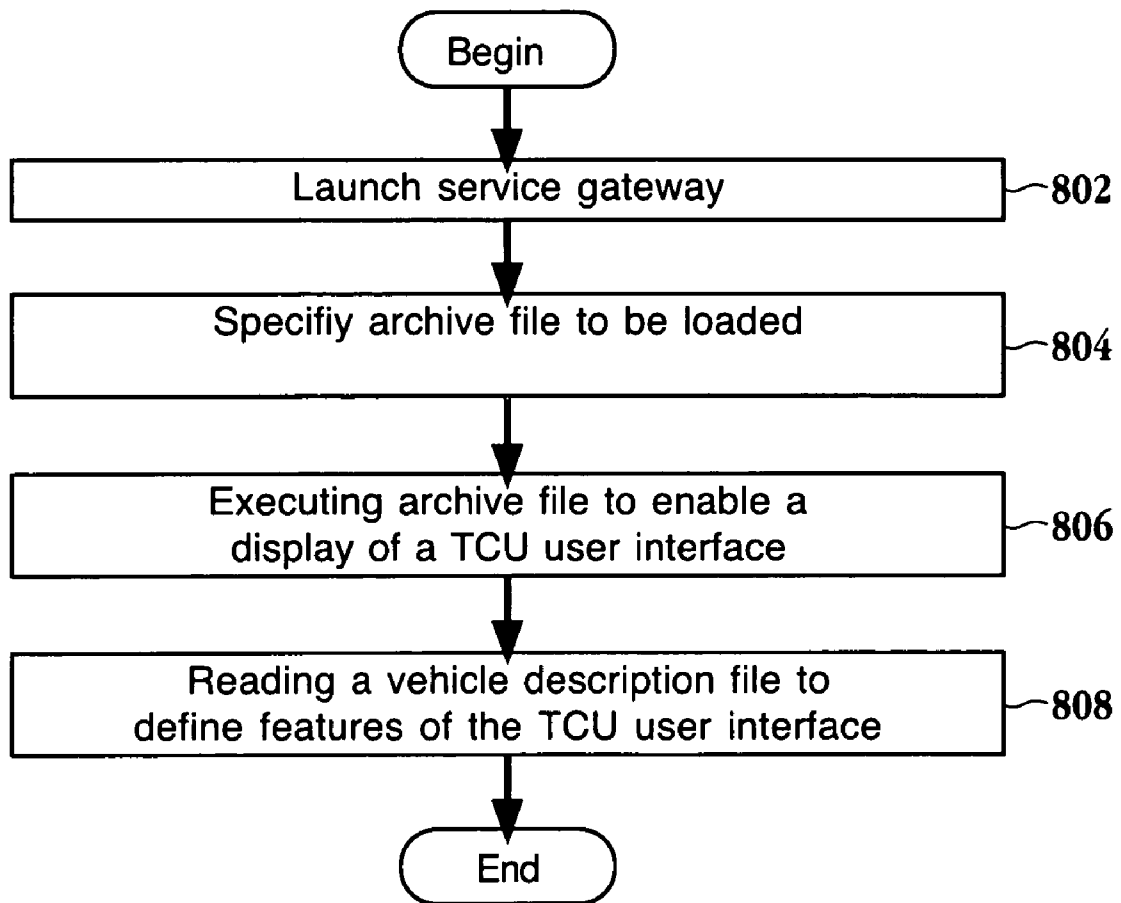 Begin
Launch service gateway
802
Specifiy archive file to be loaded
804
Executing archive file to enable a
display of a TCU user interface
806
Reading a vehicle description file to
define features of the TCU user interface
808
End